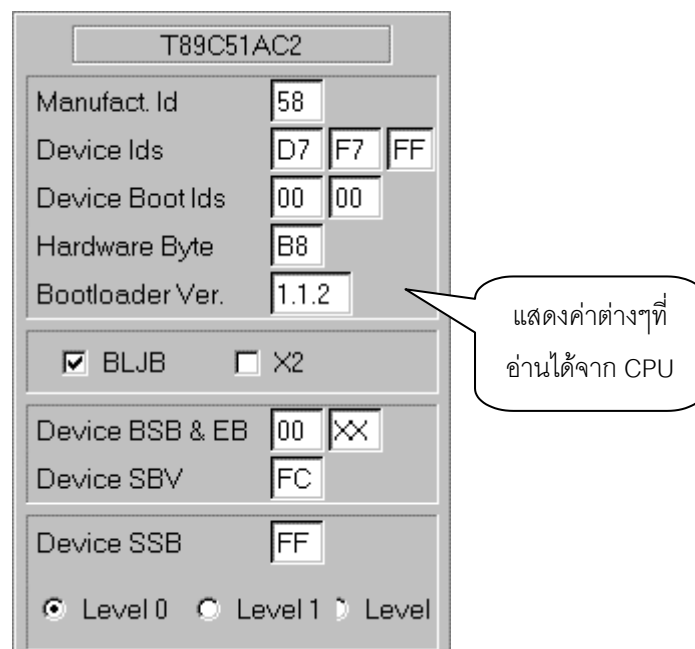 T89C51AC2
Manufact. Id 58
Device Ids D7 F7 FF
Device Boot Ids 00 00
Hardware Byte B8
Bootloader Ver. 1.1.2
แสดงค่าต่างๆที่
อ่านได้จาก CPU
BLJB X2
Device BSB & EB 00 XX
Device SBV FC
Device SSB FF
Level 0 Level 1 Level